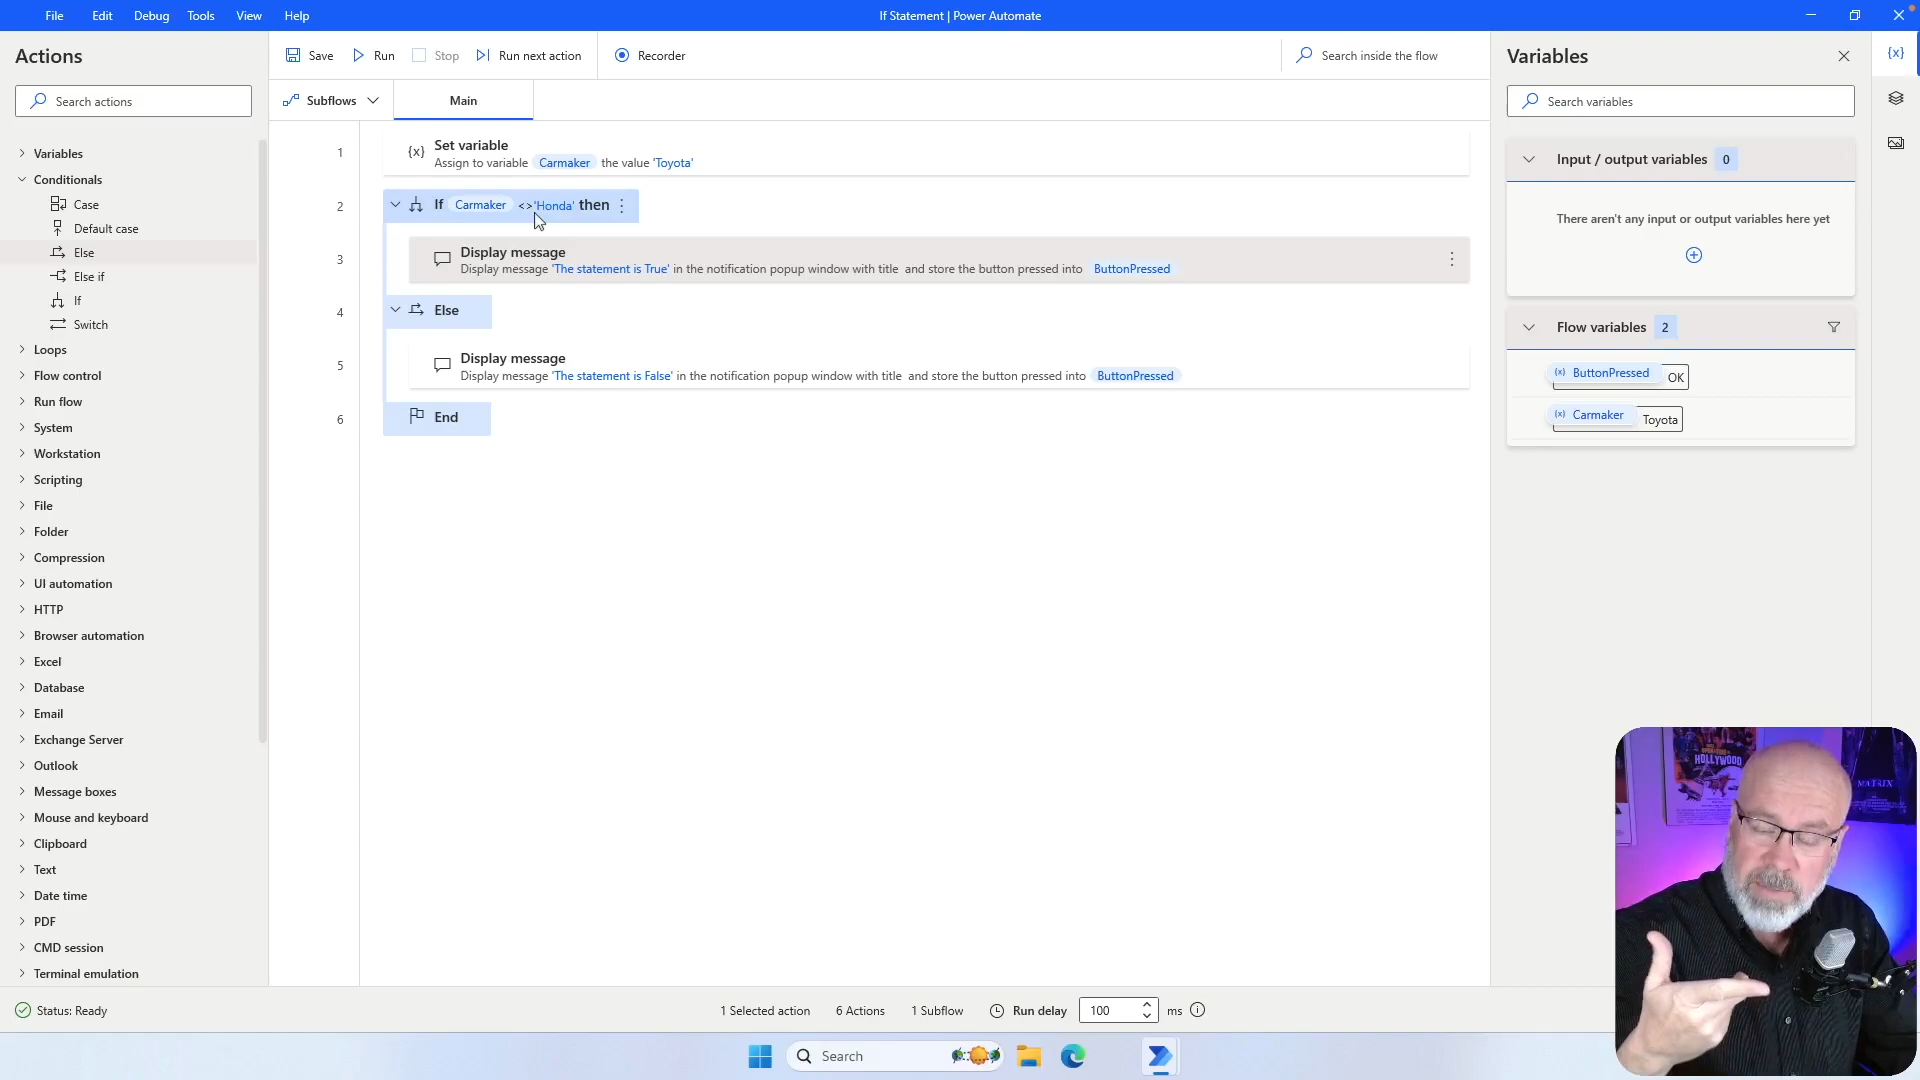 File Edit Debug Tools View Help
If Statement | Power Automate
Actions
Search actions
Variables
Conditionals
Case
Default case
Else
Else if
If
Switch
Loops
Flow control
Run flow
System
Workstation
Scripting
File
Folder
Compression
UI automation
HTTP
Browser automation
Excel
Database
Email
Exchange Server
Outlook
Message boxes
Mouse and keyboard
Clipboard
Text
Date time
PDF
CMD session
Terminal emulation
Save Run Stop Run next action Recorder
Search inside the flow
Subflows Main
1
{x} Set variable
Assign to variable Carmaker the value 'Toyota'
2
If Carmaker <> 'Honda' then
3
Display message
Display message 'The statement is True' in the notification popup window with title and store the button pressed into ButtonPressed
4
Else
5
Display message
Display message 'The statement is False' in the notification popup window with title and store the button pressed into ButtonPressed
6
End
Variables
{x}
Search variables
Input / output variables 0
There aren't any input or output variables here yet
Flow variables 2
(x) ButtonPressed OK
(x) Carmaker Toyota
HOLLYWOOD
MATRIX
Status: Ready
1 Selected action 6 Actions 1 Subflow Run delay 100 ms
Search